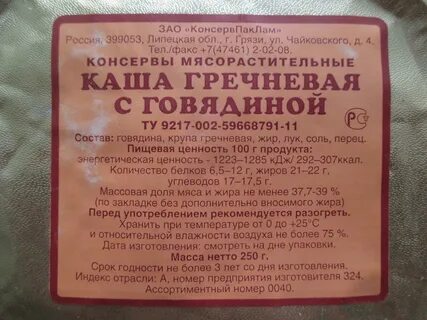 ЗАО «КонсервПакЛам»
Россия, 399053, Липецкая обл., г. Грязи, ул. Чайковского, д. 4.
Тел./факс +7(47461) 2-02-08.
КОНСЕРВЫ МЯСОРАСТИТЕЛЬНЫЕ
КАША ГРЕЧНЕВАЯ
С ГОВЯДИНОЙ
ТУ 9217-002-59668791-11
РСТ
Состав: говядина, крупа гречневая, жир, лук, соль, перец.
Пищевая ценность 100 г продукта:
энергетическая ценность - 1223–1285 кДж/ 292–307ккал.
Количество белков 6,5–12 г, жиров 21–22 г,
углеводов 17–17,5 г.
Массовая доля мяса и жира не менее 37,7-39 %
(по закладке без дополнительно вносимого жира)
Перед употреблением рекомендуется разогреть.
Хранить при температуре от 0 до +25°С
и относительной влажности воздуха не более 75 %.
Дата изготовления: смотреть на дне упаковки.
Масса нетто 250 г.
Срок годности не более 3 лет со дня изготовления.
Индекс отрасли: А, номер предприятия изготовителя 324.
Ассортиментный номер 0040.